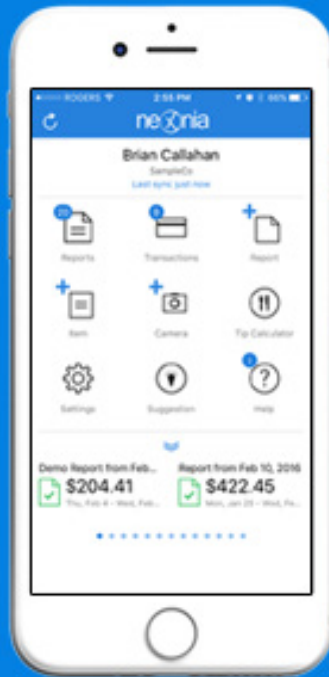 ROGERS 2:55 PM 66%
nexonia
Brian Callahan
SampleCo
Last sync just now
20 8 +
Reports Transactions Report
+ +
Item Camera Tip Calculator
?
Settings Suggestion Help
Demo Report from Feb... Report from Feb 10, 2016
$204.41 $422.45
Thu, Feb 4 – Wed, Feb... Mon, Jan 25 – Wed, Fe...